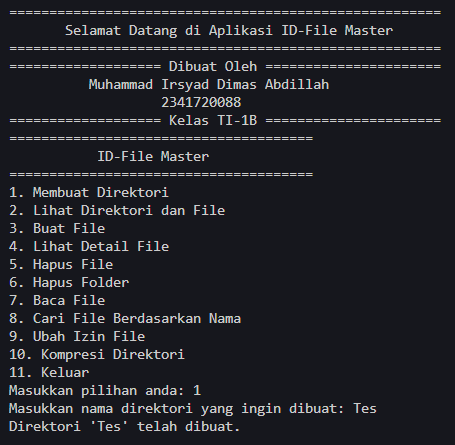 ======================================================
Selamat Datang di Aplikasi ID-File Master
======================================================
=================== Dibuat Oleh ======================
Muhammad Irsyad Dimas Abdillah
2341720088
=================== Kelas TI-1B ======================
======================================
ID-File Master
======================================
1. Membuat Direktori
2. Lihat Direktori dan File
3. Buat File
4. Lihat Detail File
5. Hapus File
6. Hapus Folder
7. Baca File
8. Cari File Berdasarkan Nama
9. Ubah Izin File
10. Kompresi Direktori
11. Keluar
Masukkan pilihan anda: 1
Masukkan nama direktori yang ingin dibuat: Tes
Direktori 'Tes' telah dibuat.